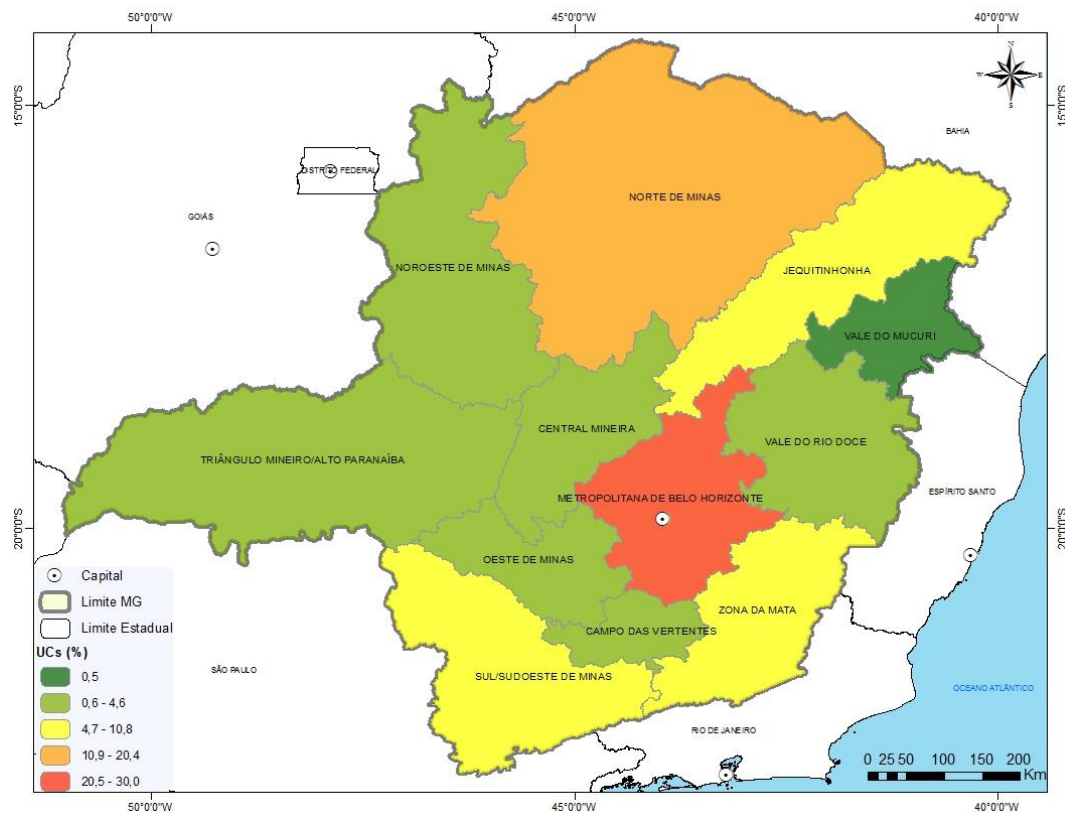 50°0'0"W 45°0'0"W 40°0'0"W
N
W E
S
15°0'0"S 15°0'0"S
BAHIA
DISTRITO FEDERAL
NORTE DE MINAS
GOIÁS
NOROESTE DE MINAS
JEQUITINHONHA
VALE DO MUCURI
CENTRAL MINEIRA
VALE DO RIO DOCE
TRIÂNGULO MINEIRO/ALTO PARANAÍBA
ESPÍRITO SANTO
METROPOLITANA DE BELO HORIZONTE
20°0'0"S 20°0'0"S
OESTE DE MINAS
ZONA DA MATA
CAMPO DAS VERTENTES
SÃO PAULO
SUL/SUDOESTE DE MINAS
OCEANO ATLÂNTICO
RIO DE JANEIRO
Capital
Limite MG
Limite Estadual
UCs (%)
0,5
0,6 - 4,6
4,7 - 10,8
10,9 - 20,4
20,5 - 30,0
0 25 50 100 150 200
Km
50°0'0"W 45°0'0"W 40°0'0"W